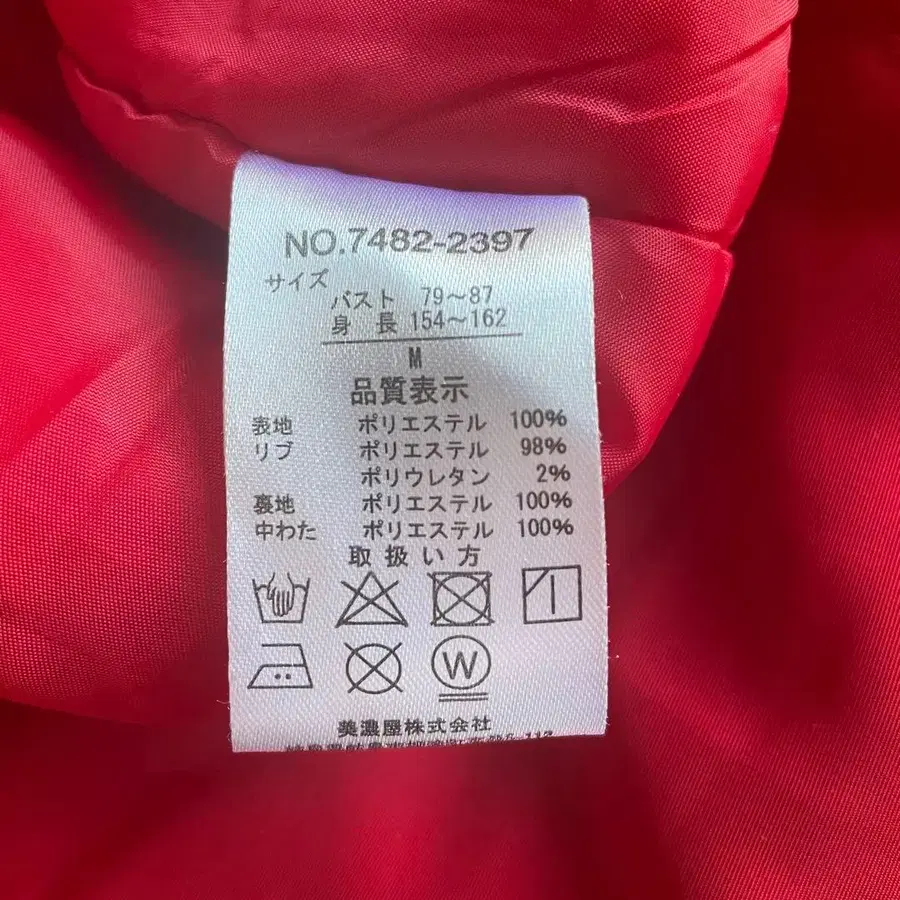 NO.7482-2397
サイズ
バスト 79～87
身 長 154～162
M
品質表示
表地 ポリエステル 100%
リブ ポリエステル 98%
ポリウレタン 2%
裏地 ポリエステル 100%
中わた ポリエステル 100%
取扱い方
W
美濃屋株式会社